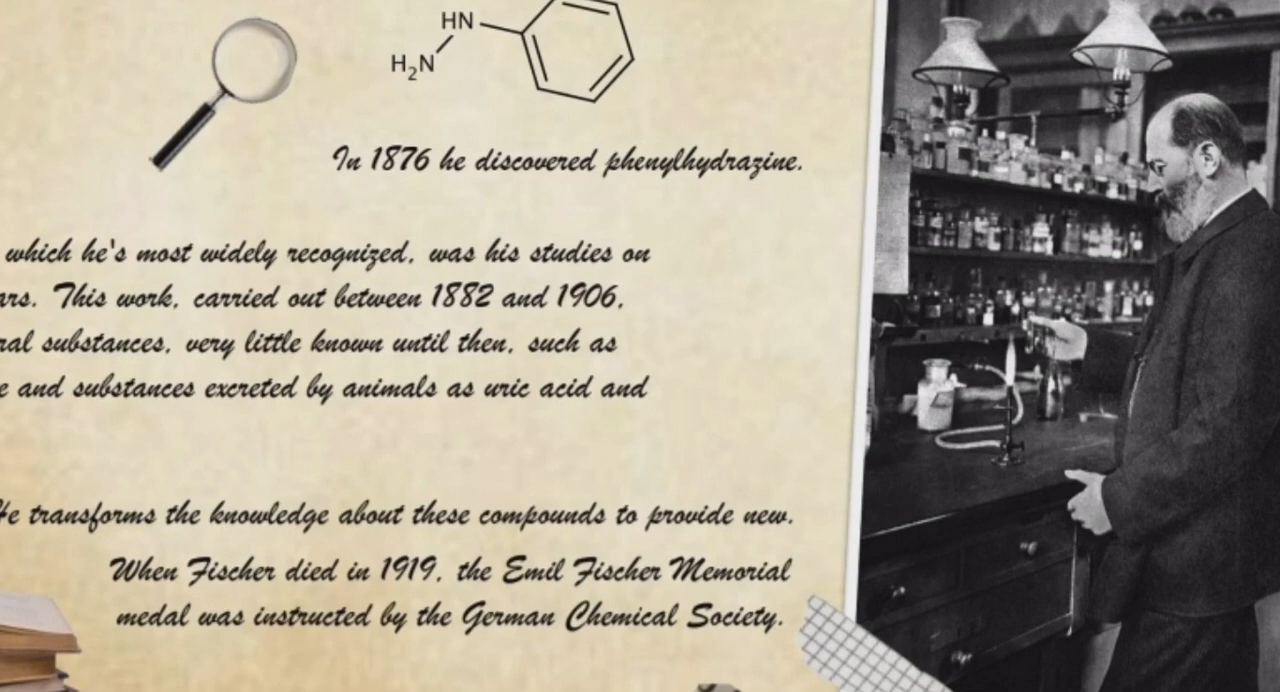 HN
H₂N
In 1876 he discovered phenylhydrazine.
which he's most widely recognized, was his studies on
This work, carried out between 1882 and 1906,
substances, very little known until then, such as
and substances excreted by animals as uric acid and
He transforms the knowledge about these compounds to provide new.
When Fischer died in 1919, the Emil Fischer Memorial
medal was instructed by the German Chemical Society.